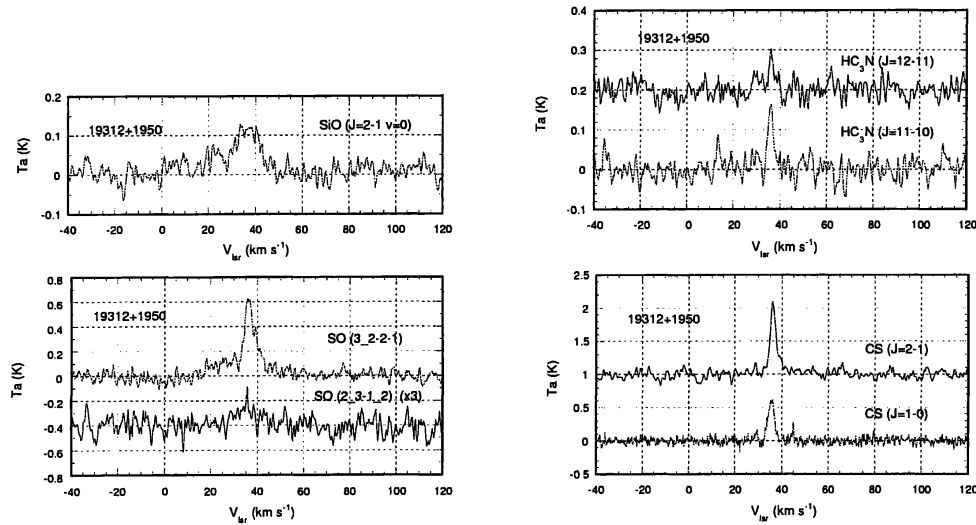 0.2
0.1
0
-0.1
Ta (K)
19312+1950
SiO (J=2-1 v=0)
-40 -20 0 20 40 60 80 100 120
V_lsr (km s⁻¹)
0.8
0.6
0.4
0.2
0
-0.2
-0.4
-0.6
-0.8
Ta (K)
19312+1950
SO (3_2-2-1)
SO (2_3-1_2) (x3)
-40 -20 0 20 40 60 80 100 120
V_lsr (km s⁻¹)
0.4
0.3
0.2
0.1
0
-0.1
Ta (K)
19312+1950
HC₃N (J=12-11)
HC₃N (J=11-10)
-40 -20 0 20 40 60 80 100 120
V_lsr (km s⁻¹)
2.5
2
1.5
1
0.5
0
-0.5
Ta (K)
19312+1950
CS (J=2-1)
CS (J=1-0)
-40 -20 0 20 40 60 80 100 120
V_lsr (km s⁻¹)